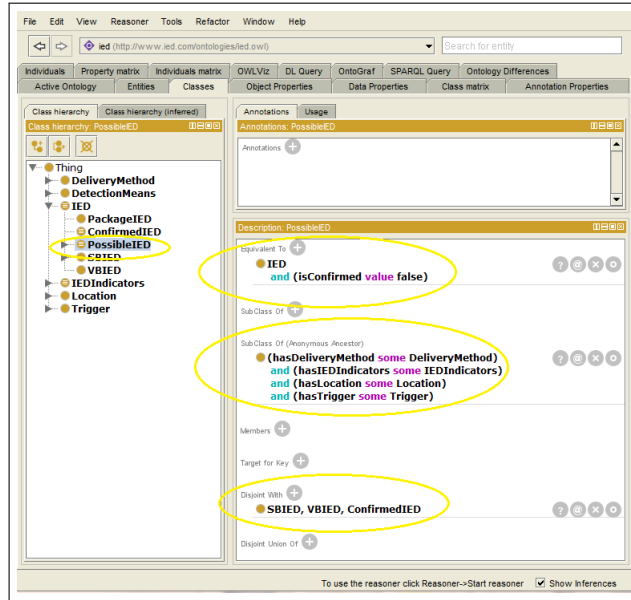 File Edit View Reasoner Tools Refactor Window Help
ied (http://www.ied.com/ontologies/ied.owl) Search for entity
Individuals Property matrix Individuals matrix OWLViz DL Query OntoGraf SPARQL Query Ontology Differences
Active Ontology Entities Classes Object Properties Data Properties Class matrix Annotation Properties
Class hierarchy Class hierarchy (inferred)
Class hierarchy: PossibleIED
Thing
DeliveryMethod
DetectionMeans
IED
PackageIED
ConfirmedIED
PossibleIED
SBIED
VBIED
IEDIndicators
Location
Trigger
Annotations Usage
Annotations: PossibleIED
Annotations
Description: PossibleIED
Equivalent To
IED
and (isConfirmed value false)
SubClass Of
SubClass Of (Anonymous Ancestor)
(hasDeliveryMethod some DeliveryMethod)
and (hasIEDIndicators some IEDIndicators)
and (hasLocation some Location)
and (hasTrigger some Trigger)
Members
Target for Key
Disjoint With
SBIED, VBIED, ConfirmedIED
Disjoint Union Of
To use the reasoner click Reasoner->Start reasoner Show Inferences